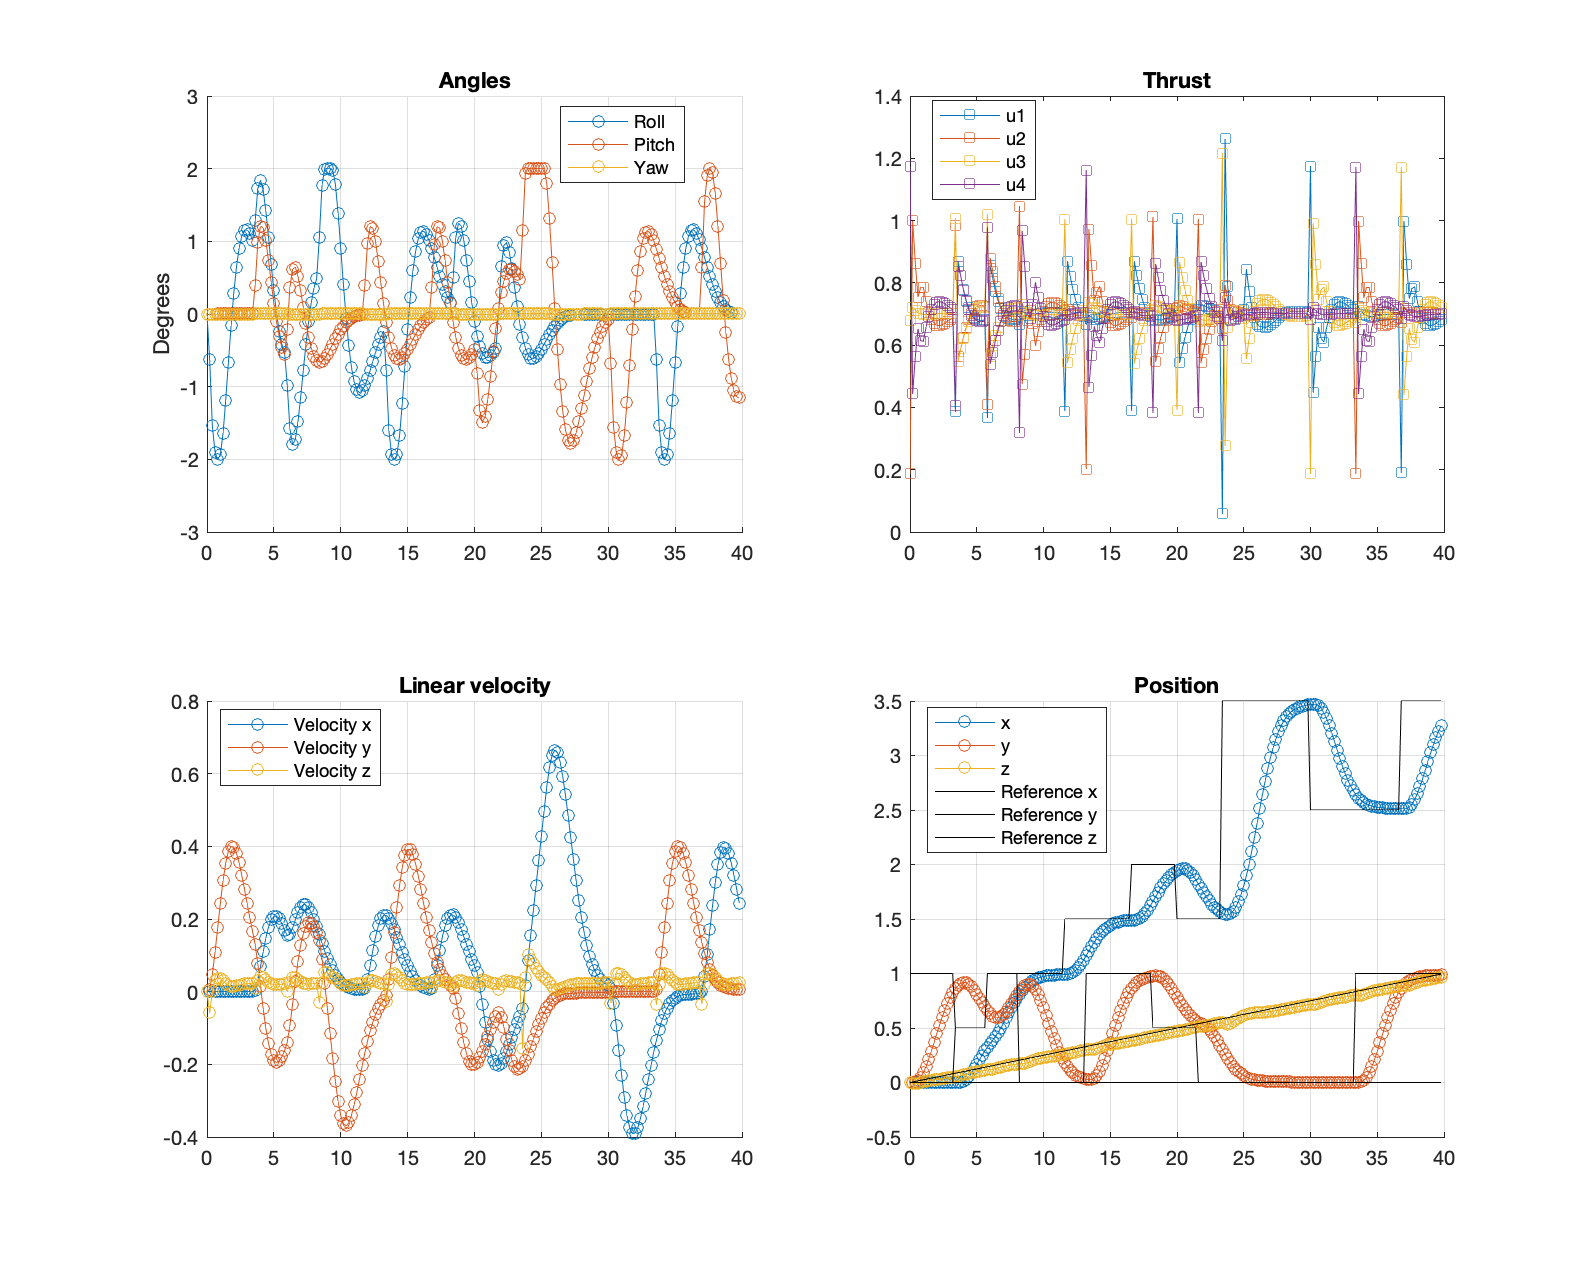 Angles
3
2
1
0
-1
-2
-3
Degrees
0 5 10 15 20 25 30 35 40
Roll
Pitch
Yaw
Thrust
1.4
1.2
1
0.8
0.6
0.4
0.2
0
0 5 10 15 20 25 30 35 40
u1
u2
u3
u4
Linear velocity
0.8
0.6
0.4
0.2
0
-0.2
-0.4
0 5 10 15 20 25 30 35 40
Velocity x
Velocity y
Velocity z
Position
3.5
3
2.5
2
1.5
1
0.5
0
-0.5
0 5 10 15 20 25 30 35 40
x
y
z
Reference x
Reference y
Reference z